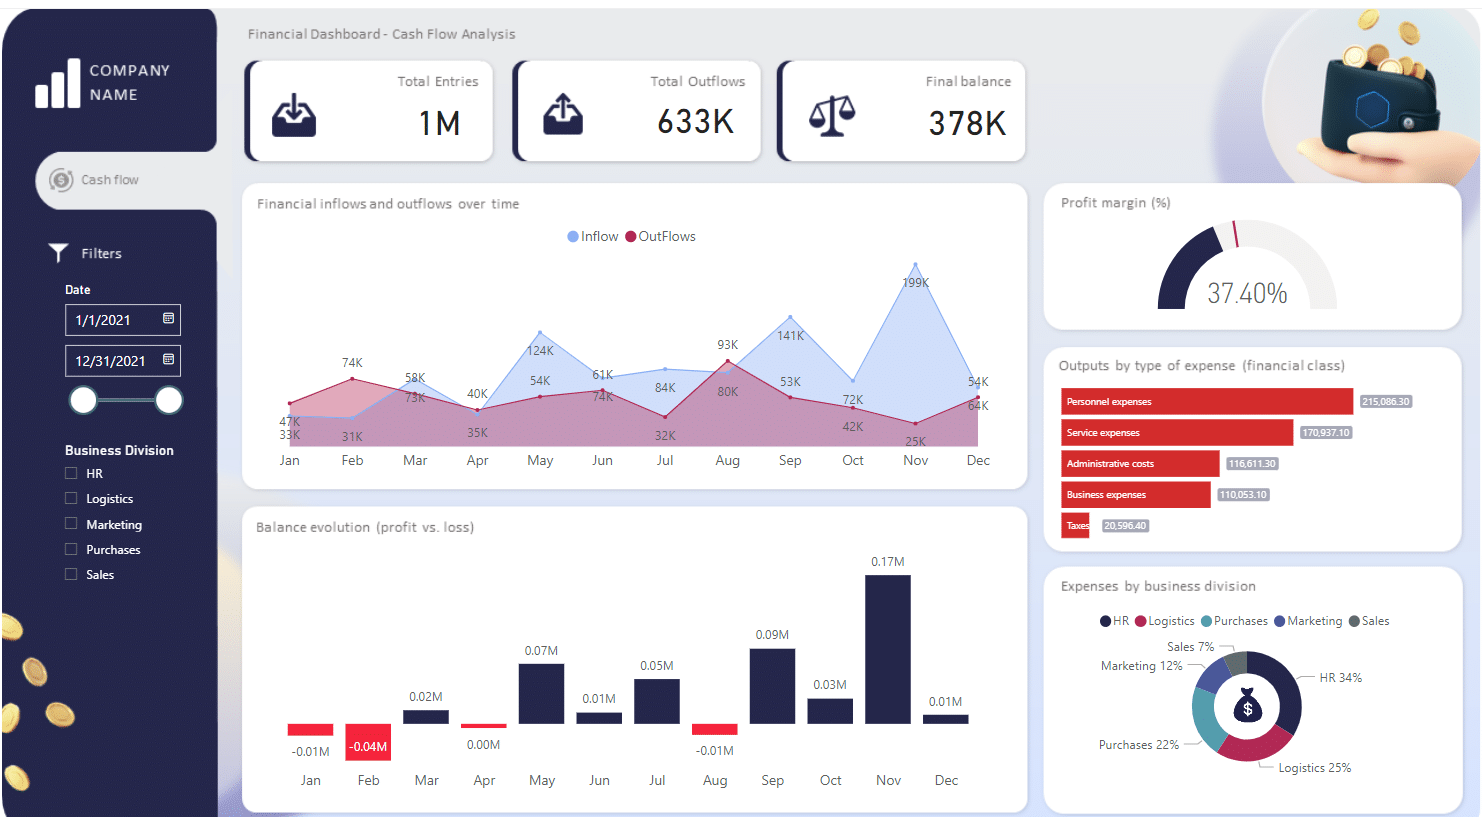 COMPANY
NAME
Cash flow
Filters
Date
1/1/2021
12/31/2021
Business Division
HR
Logistics
Marketing
Purchases
Sales
Financial Dashboard - Cash Flow Analysis
Total Entries
1M
Total Outflows
633K
Final balance
378K
Financial inflows and outflows over time
Inflow OutFlows
199K
141K
124K
93K
74K
58K
61K
54K
40K
54K
84K
80K
53K
73K
74K
72K
64K
47K
33K
31K
35K
32K
42K
25K
Jan Feb Mar Apr May Jun Jul Aug Sep Oct Nov Dec
Balance evolution (profit vs. loss)
-0.01M
-0.04M
0.02M
0.00M
0.07M
0.01M
0.05M
-0.01M
0.09M
0.03M
0.17M
0.01M
Jan Feb Mar Apr May Jun Jul Aug Sep Oct Nov Dec
Profit margin (%)
37.40%
Outputs by type of expense (financial class)
Personnel expenses 215,086.30
Service expenses 170,937.10
Administrative costs 116,611.30
Business expenses 110,053.10
Taxes 20,596.40
Expenses by business division
HR Logistics Purchases Marketing Sales
Sales 7%
Marketing 12%
HR 34%
Purchases 22%
Logistics 25%
$